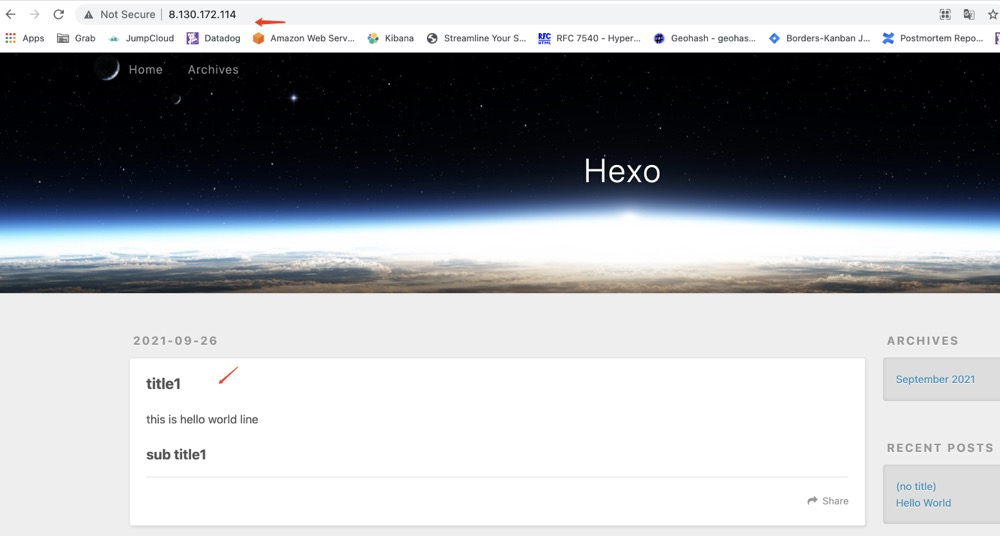 Not Secure 8.130.172.114
Apps Grab JumpCloud Datadog Amazon Web Serv... Kibana Streamline Your S... RFC HTML RFC 7540 - Hyper... Geohash - geohas... Borders-Kanban J... Postmortem Repo...
Home Archives
Hexo
2021-09-26
title1
this is hello world line
sub title1
Share
ARCHIVES
September 2021
RECENT POSTS
(no title)
Hello World